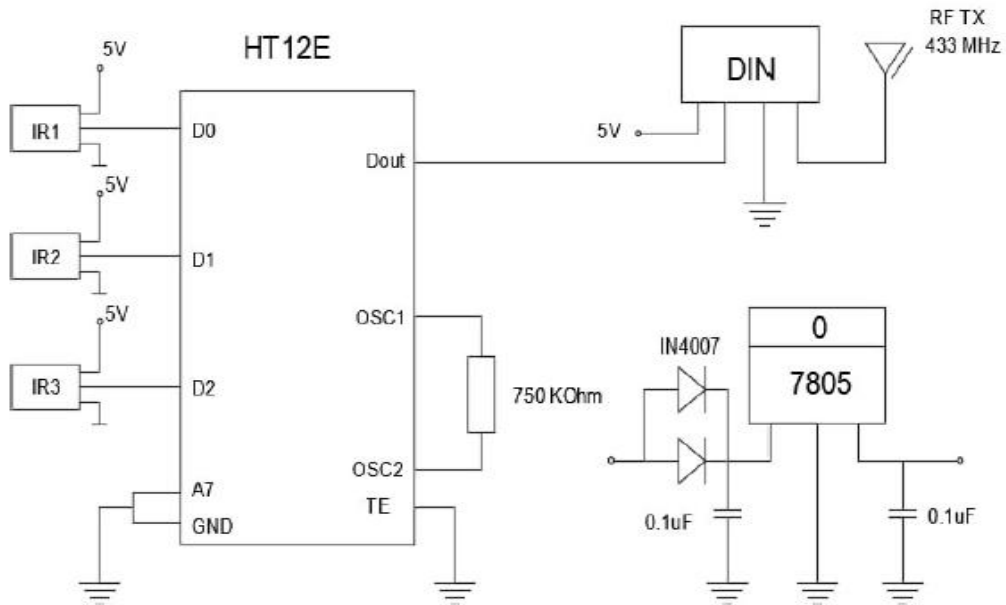 RF TX
433 MHz
HT12E
5V
DIN
IR1
D0
5V
Dout
5V
IR2
D1
5V
OSC1
IR3
D2
750 KOhm
OSC2
A7
TE
GND
IN4007
0
7805
0.1uF
0.1uF